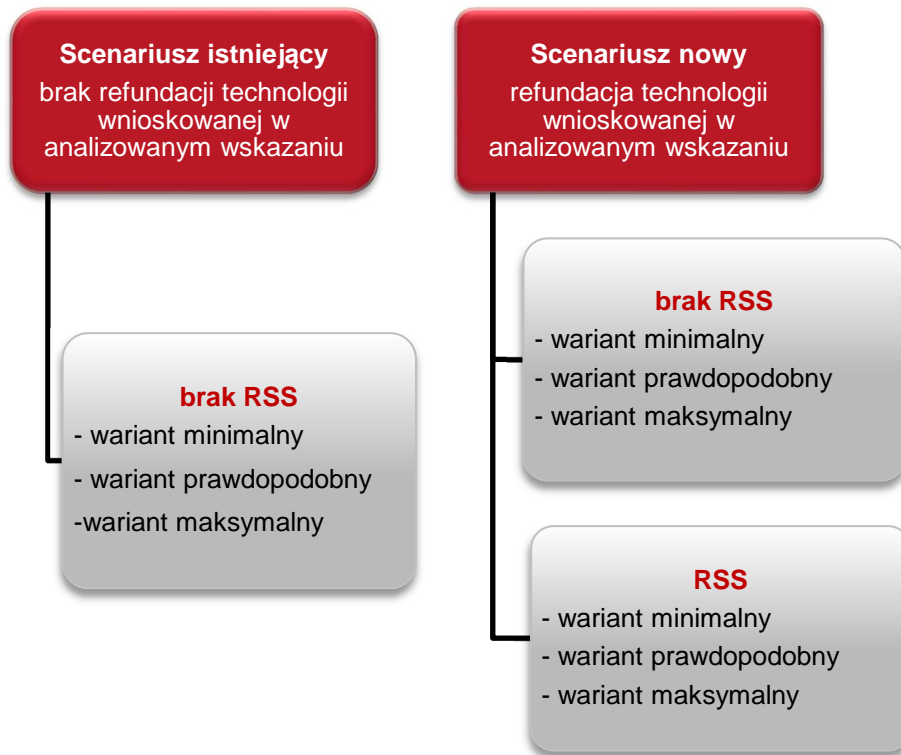 Scenariusz istniejący
brak refundacji technologii
wnioskowanej w
analizowanym wskazaniu
brak RSS
- wariant minimalny
- wariant prawdopodobny
-wariant maksymalny
Scenariusz nowy
refundacja technologii
wnioskowanej w
analizowanym wskazaniu
brak RSS
- wariant minimalny
- wariant prawdopodobny
- wariant maksymalny
RSS
- wariant minimalny
- wariant prawdopodobny
- wariant maksymalny